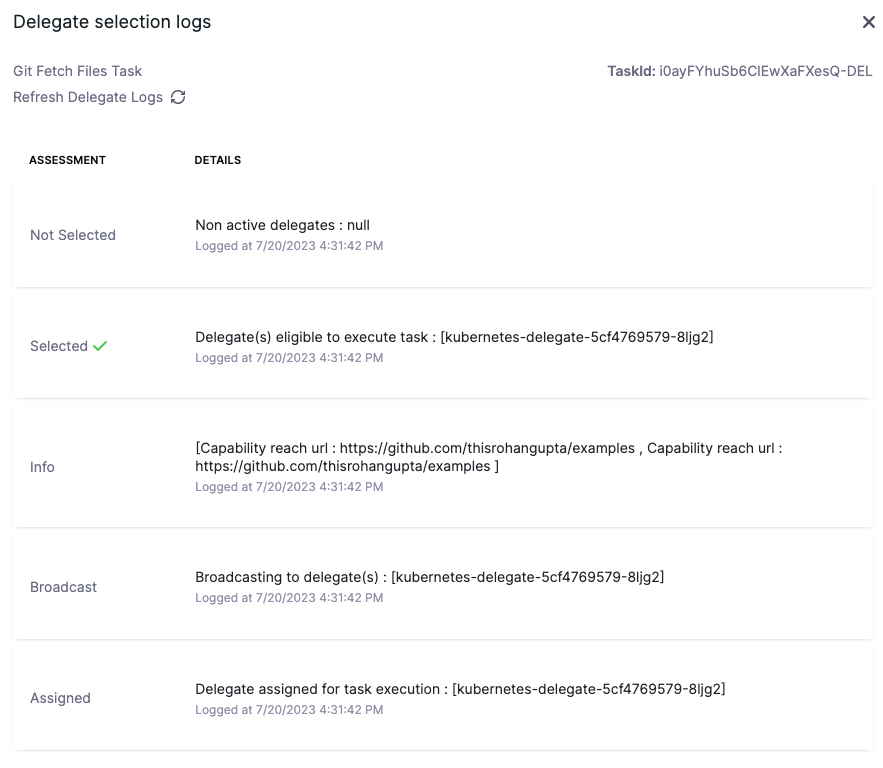 Delegate selection logs
Git Fetch Files Task
TaskId: i0ayFYhuSb6ClEwXaFXesQ-DEL
Refresh Delegate Logs
ASSESSMENT DETAILS
Not Selected
Non active delegates : null
Logged at 7/20/2023 4:31:42 PM
Selected
Delegate(s) eligible to execute task : [kubernetes-delegate-5cf4769579-8ljg2]
Logged at 7/20/2023 4:31:42 PM
Info
[Capability reach url : https://github.com/thisrohangupta/examples , Capability reach url :
https://github.com/thisrohangupta/examples ]
Logged at 7/20/2023 4:31:42 PM
Broadcast
Broadcasting to delegate(s) : [kubernetes-delegate-5cf4769579-8ljg2]
Logged at 7/20/2023 4:31:42 PM
Assigned
Delegate assigned for task execution : [kubernetes-delegate-5cf4769579-8ljg2]
Logged at 7/20/2023 4:31:42 PM